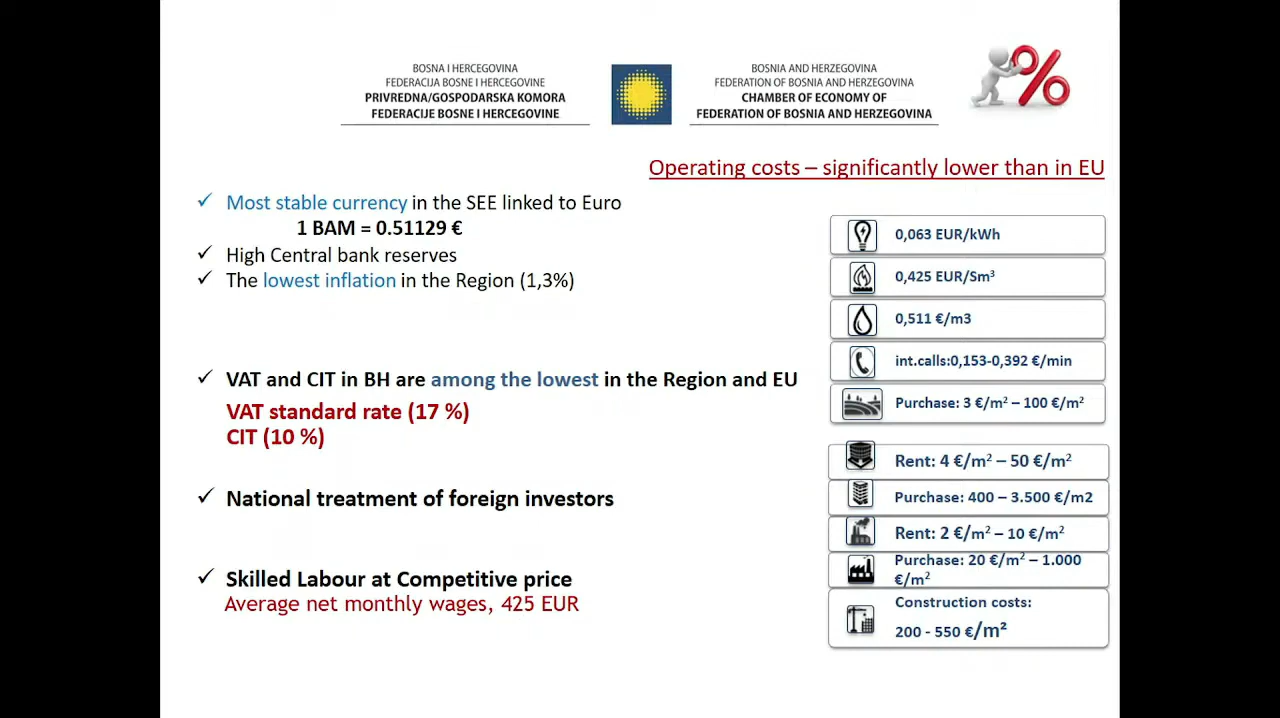 BOSNA I HERCEGOVINA
FEDERACIJA BOSNE I HERCEGOVINE
PRIVREDNA/GOSPODARSKA KOMORA
FEDERACIJE BOSNE I HERCEGOVINE
BOSNIA AND HERZEGOVINA
FEDERATION OF BOSNIA AND HERZEGOVINA
CHAMBER OF ECONOMY OF
FEDERATION OF BOSNIA AND HERZEGOVINA
%
Operating costs – significantly lower than in EU
✓ Most stable currency in the SEE linked to Euro
1 BAM = 0.51129 €
✓ High Central bank reserves
✓ The lowest inflation in the Region (1,3%)
✓ VAT and CIT in BH are among the lowest in the Region and EU
VAT standard rate (17 %)
CIT (10 %)
✓ National treatment of foreign investors
✓ Skilled Labour at Competitive price
Average net monthly wages, 425 EUR
0,063 EUR/kWh
0,425 EUR/Sm³
0,511 €/m3
int.calls:0,153-0,392 €/min
Purchase: 3 €/m² – 100 €/m²
Rent: 4 €/m² – 50 €/m²
Purchase: 400 – 3.500 €/m2
Rent: 2 €/m² – 10 €/m²
Purchase: 20 €/m² – 1.000
€/m²
Construction costs:
200 - 550 €/m²